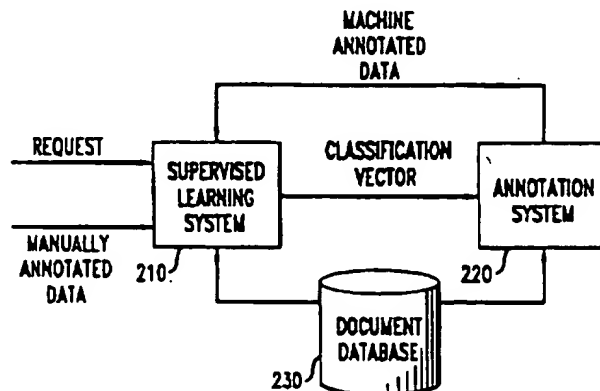 MACHINE
ANNOTATED
DATA
REQUEST
SUPERVISED
LEARNING
SYSTEM
CLASSIFICATION
VECTOR
ANNOTATION
SYSTEM
MANUALLY
ANNOTATED
DATA
210
220
DOCUMENT
DATABASE
230